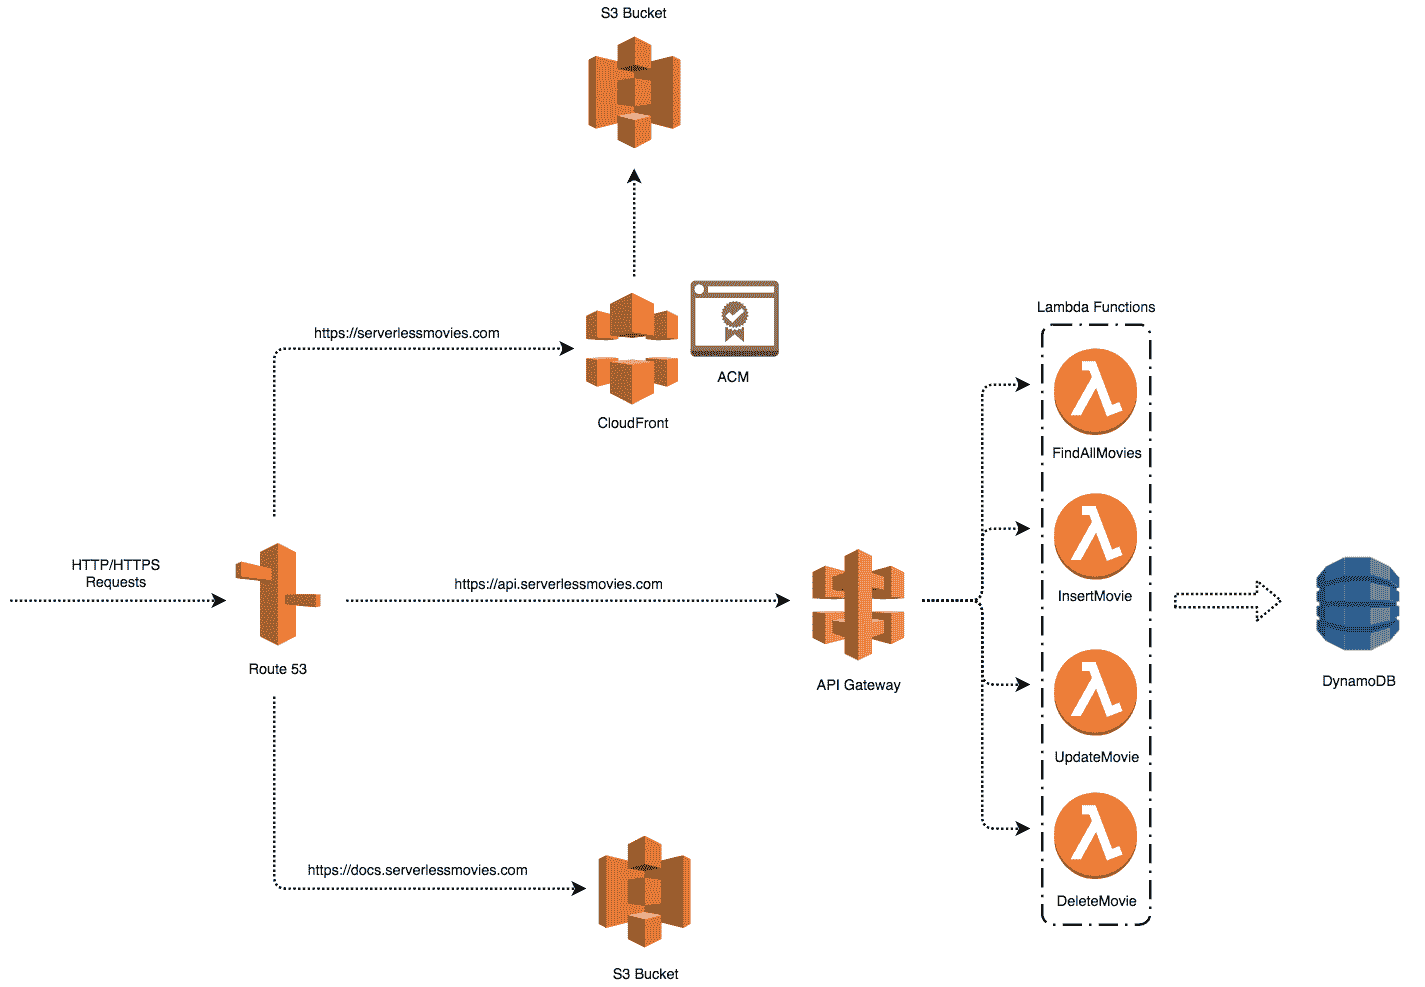 S3 Bucket
https://serverlessmovies.com
ACM
CloudFront
Lambda Functions
FindAllMovies
HTTP/HTTPS
Requests
https://api.serverlessmovies.com
InsertMovie
Route 53
API Gateway
DynamoDB
UpdateMovie
https://docs.serverlessmovies.com
DeleteMovie
S3 Bucket